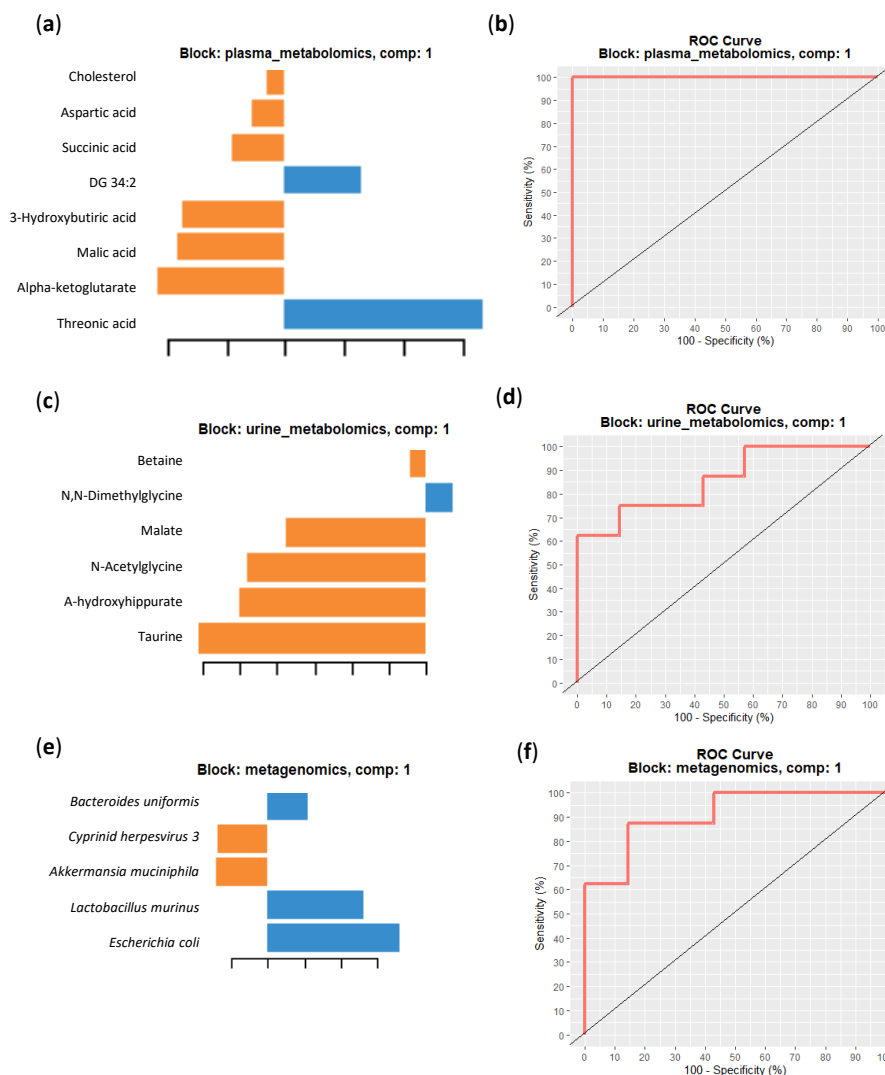 (a)
Block: plasma_metabolomics, comp: 1
Cholesterol
Aspartic acid
Succinic acid
DG 34:2
3-Hydroxybutiric acid
Malic acid
Alpha-ketoglutarate
Threonic acid
(b)
ROC Curve
Block: plasma_metabolomics, comp: 1
Sensitivity (%)
100
90
80
70
60
50
40
30
20
10
0
0 10 20 30 40 50 60 70 80 90 100
100 - Specificity (%)
(c)
Block: urine_metabolomics, comp: 1
Betaine
N,N-Dimethylglycine
Malate
N-Acetylglycine
A-hydroxyhippurate
Taurine
(d)
ROC Curve
Block: urine_metabolomics, comp: 1
Sensitivity (%)
100
90
80
70
60
50
40
30
20
10
0
0 10 20 30 40 50 60 70 80 90 100
100 - Specificity (%)
(e)
Block: metagenomics, comp: 1
Bacteroides uniformis
Cyprinid herpesvirus 3
Akkermansia muciniphila
Lactobacillus murinus
Escherichia coli
(f)
ROC Curve
Block: metagenomics, comp: 1
Sensitivity (%)
100
90
80
70
60
50
40
30
20
10
0
0 10 20 30 40 50 60 70 80 90 100
100 - Specificity (%)